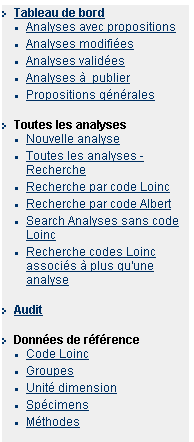 Tableau de bord
Analyses avec propositions
Analyses modifiées
Analyses validées
Analyses à publier
Propositions générales
Toutes les analyses
Nouvelle analyse
Toutes les analyses -
Recherche
Recherche par code Loinc
Recherche par code Albert
Search Analyses sans code
Loinc
Recherche codes Loinc
associés à plus qu'une
analyse
Audit
Données de référence
Code Loinc
Groupes
Unité dimension
Spécimens
Méthodes